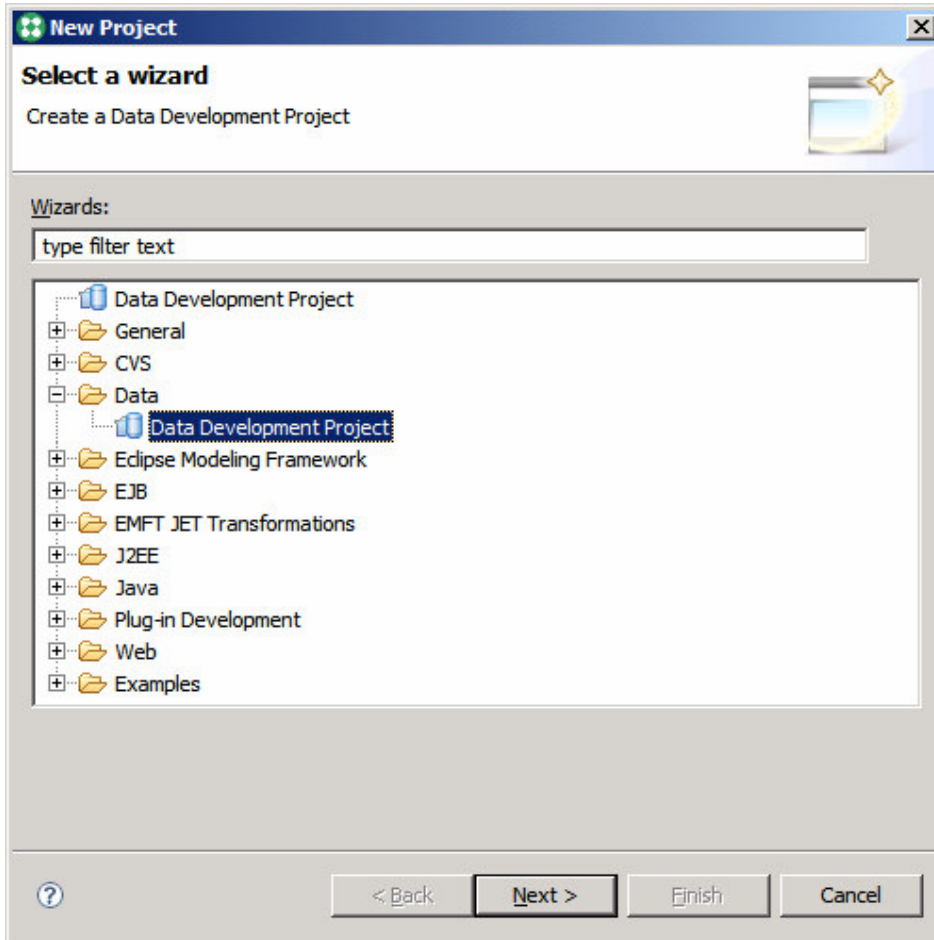 New Project
Select a wizard
Create a Data Development Project
Wizards:
type filter text
Data Development Project
General
CVS
Data
Data Development Project
Eclipse Modeling Framework
EJB
EMFT JET Transformations
J2EE
Java
Plug-in Development
Web
Examples
< Back Next > Finish Cancel